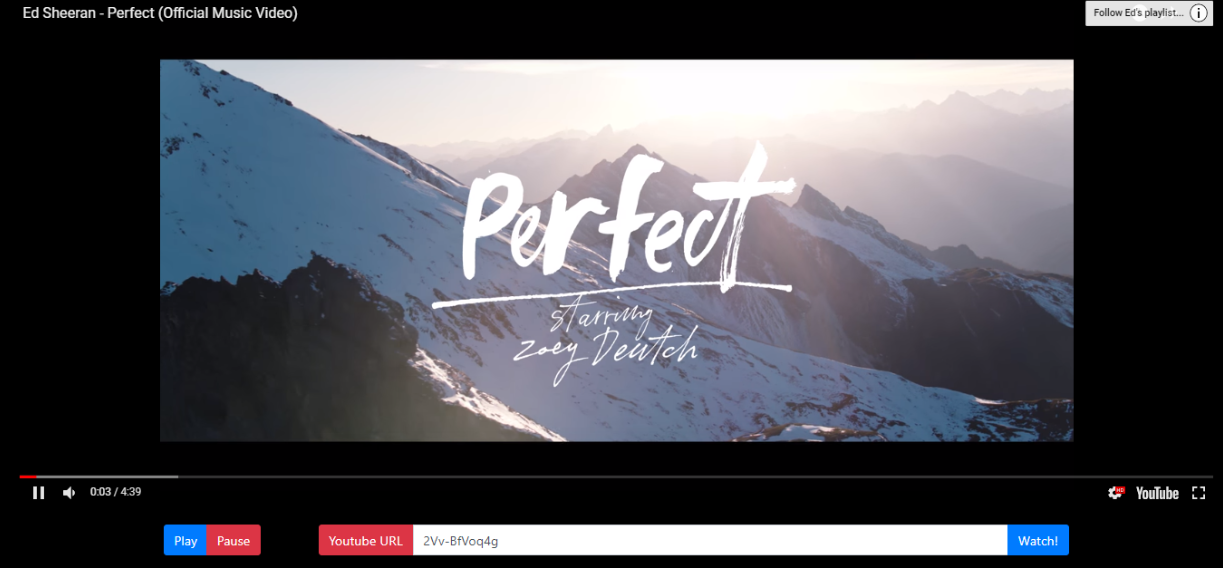 Ed Sheeran - Perfect (Official Music Video)
Follow Ed's playlist...
Perfect
starring
Zoey Deutch
0:03 / 4:39
HD
YouTube
Play Pause Youtube URL 2Vv-BfVoq4g Watch!